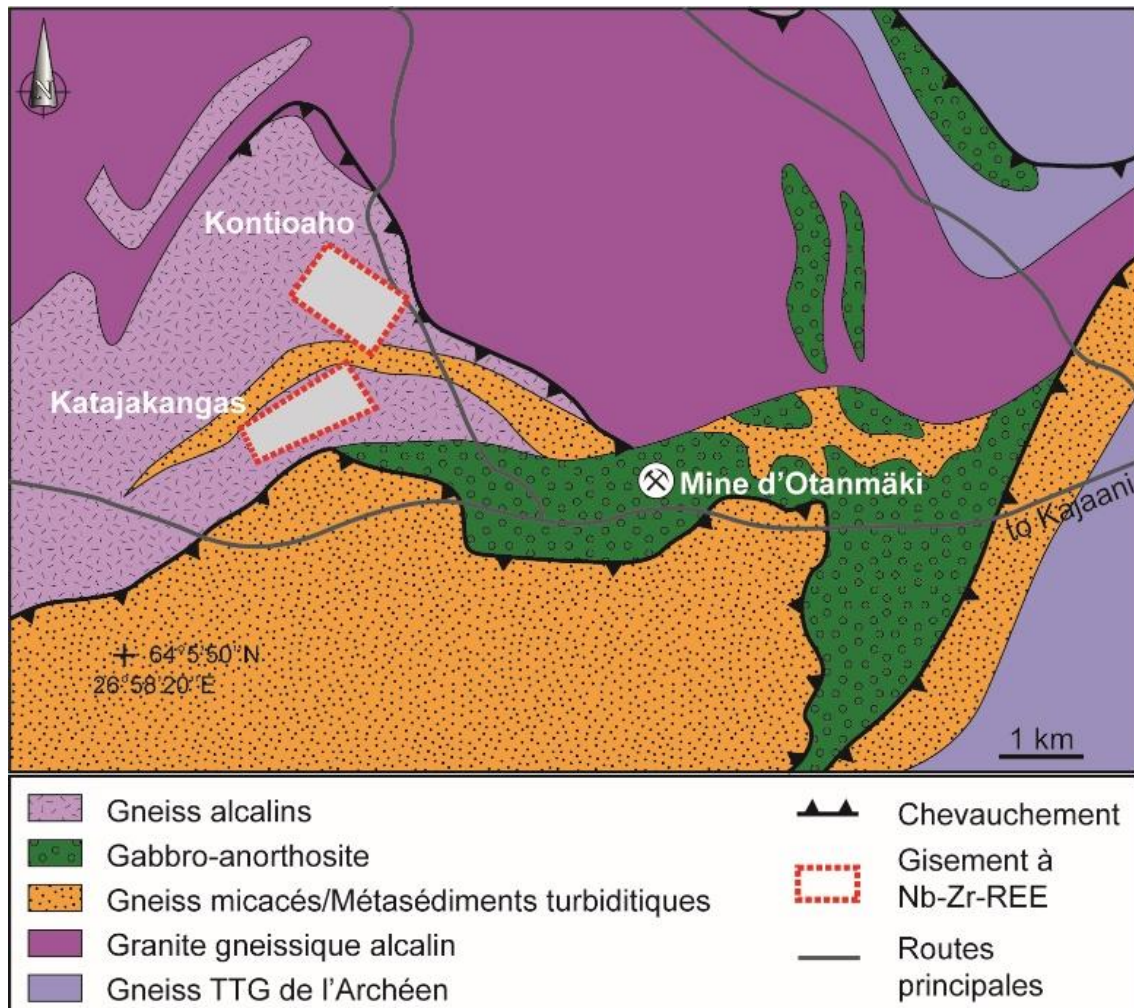 N
Kontioaho
Katajakangas
Mine d'Otanmäki
to Kajaani
64°5'50''N
26°58'20''E
1 km
Gneiss alcalins
Gabbro-anorthosite
Gneiss micacés/Métasédiments turbiditiques
Granite gneissique alcalin
Gneiss TTG de l'Archéen
Chevauchement
Gisement à
Nb-Zr-REE
Routes
principales